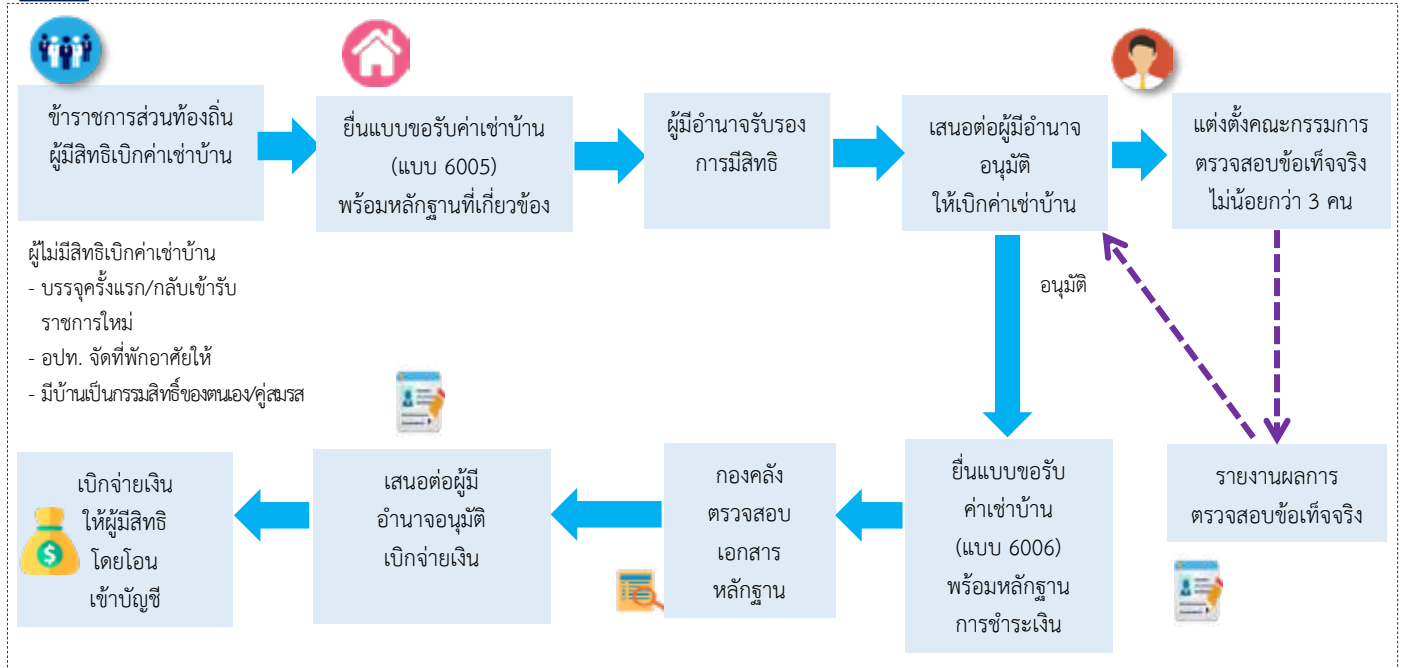 ข้าราชการส่วนท้องถิ่น
ผู้มีสิทธิเบิกค่าเช่าบ้าน
ยื่นแบบขอรับค่าเช่าบ้าน
(แบบ 6005)
พร้อมหลักฐานที่เกี่ยวข้อง
ผู้มีอำนาจรับรอง
การมีสิทธิ
เสนอต่อผู้มีอำนาจ
อนุมัติ
ให้เบิกค่าเช่าบ้าน
แต่งตั้งคณะกรรมการ
ตรวจสอบข้อเท็จจริง
ไม่น้อยกว่า 3 คน
ผู้ไม่มีสิทธิเบิกค่าเช่าบ้าน
- บรรจุครั้งแรก/กลับเข้ารับ
ราชการใหม่
- อปท. จัดที่พักอาศัยให้
- มีบ้านเป็นกรรมสิทธิ์ของตนเอง/คู่สมรส
อนุมัติ
รายงานผลการ
ตรวจสอบข้อเท็จจริง
ยื่นแบบขอรับ
ค่าเช่าบ้าน
(แบบ 6006)
พร้อมหลักฐาน
การชำระเงิน
กองคลัง
ตรวจสอบ
เอกสาร
หลักฐาน
เสนอต่อผู้มี
อำนาจอนุมัติ
เบิกจ่ายเงิน
เบิกจ่ายเงิน
ให้ผู้มีสิทธิ
โดยโอน
เข้าบัญชี